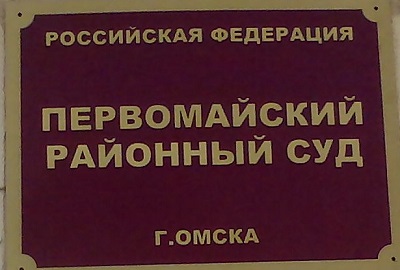 РОССИЙСКАЯ ФЕДЕРАЦИЯ
ПЕРВОМАЙСКИЙ
РАЙОННЫЙ СУД
Г.ОМСКА